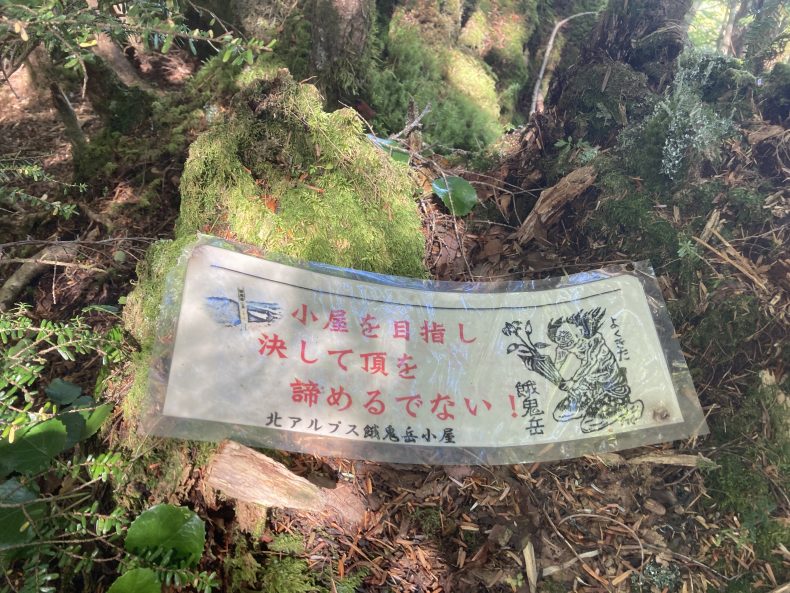 小屋を目指し
決して頂を
諦めるでない！
北アルプス餓鬼岳小屋
よくきた
餓鬼岳